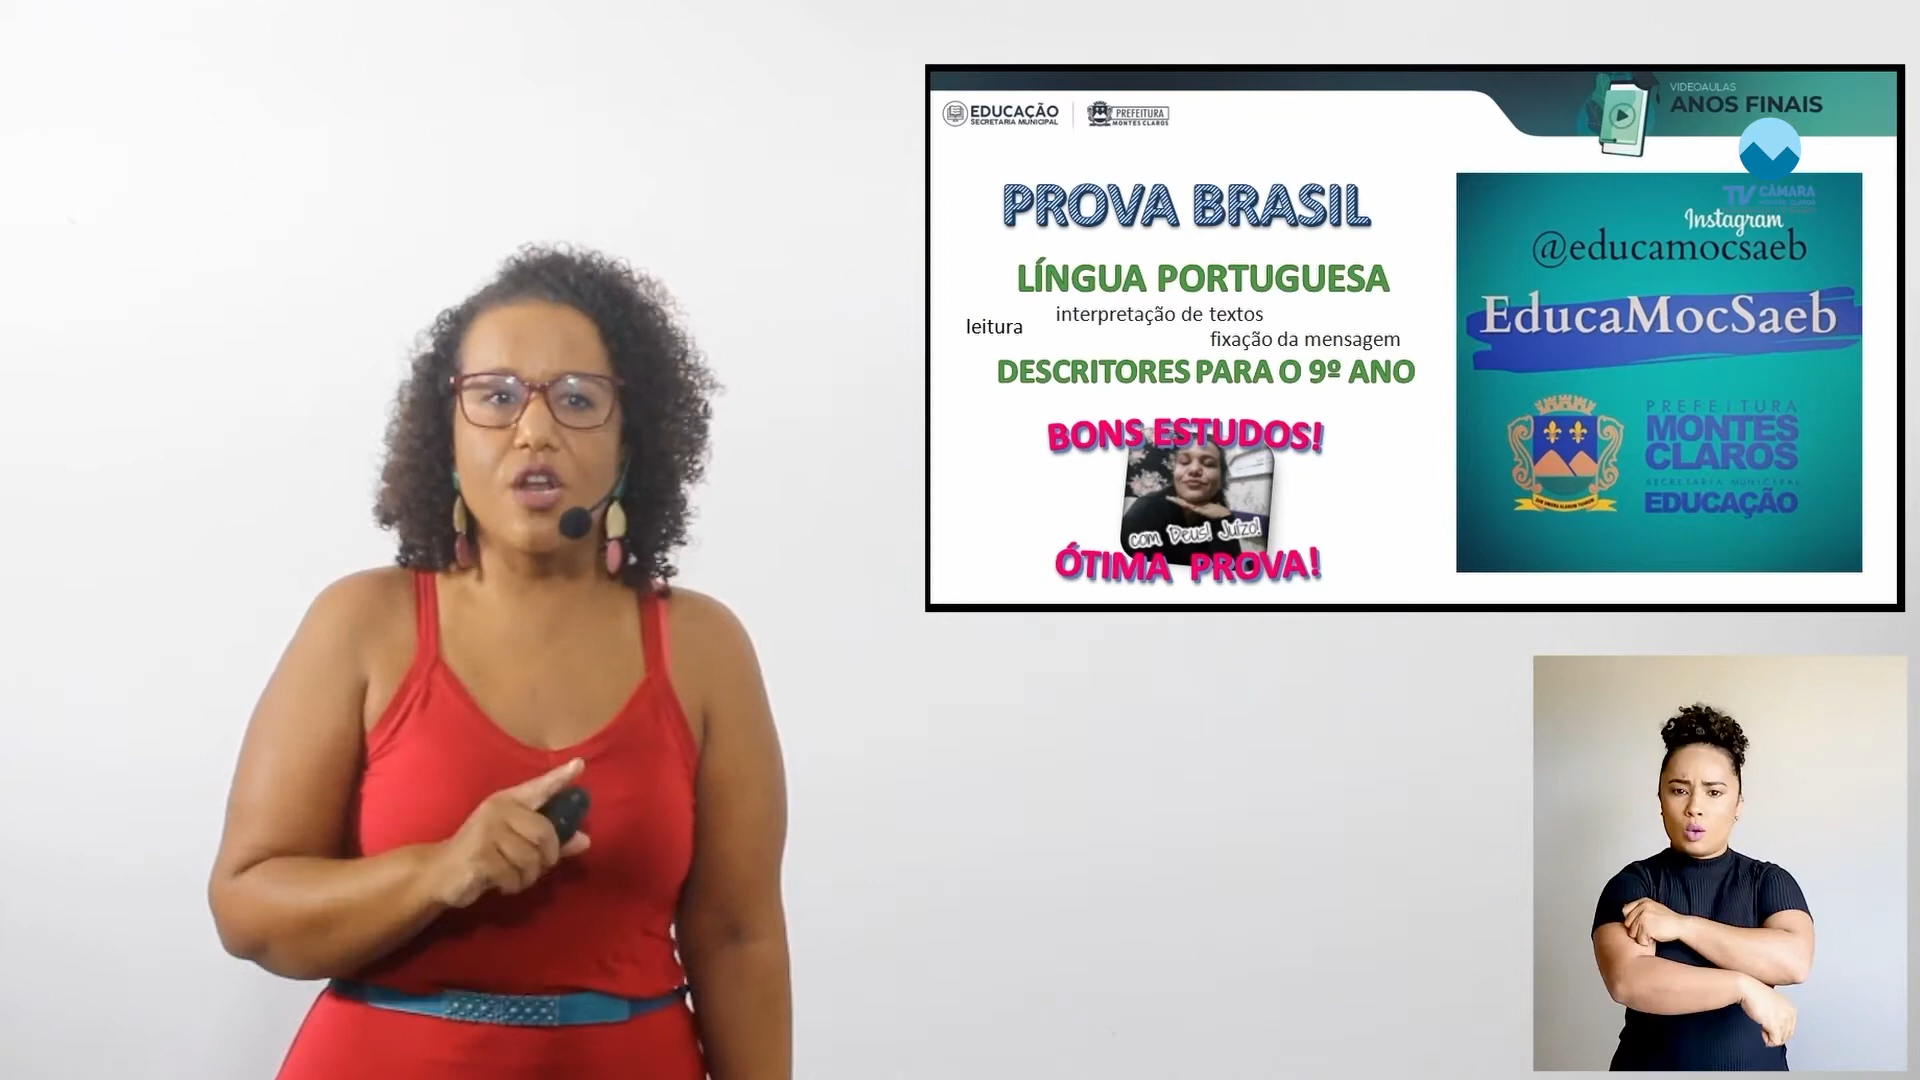 EDUCAÇÃO
SECRETARIA MUNICIPAL
PREFEITURA
MONTES CLAROS
VIDEOAULAS
ANOS FINAIS
PROVA BRASIL
LÍNGUA PORTUGUESA
interpretação de textos
leitura
fixação da mensagem
DESCRITORES PARA O 9º ANO
BONS ESTUDOS!
com Deus! Juízo!
ÓTIMA PROVA!
TV CÂMARA
MONTES CLAROS
Instagram
@educamocsaeb
EducaMocSaeb
PREFEITURA
MONTES
CLAROS
SECRETARIA MUNICIPAL
EDUCAÇÃO